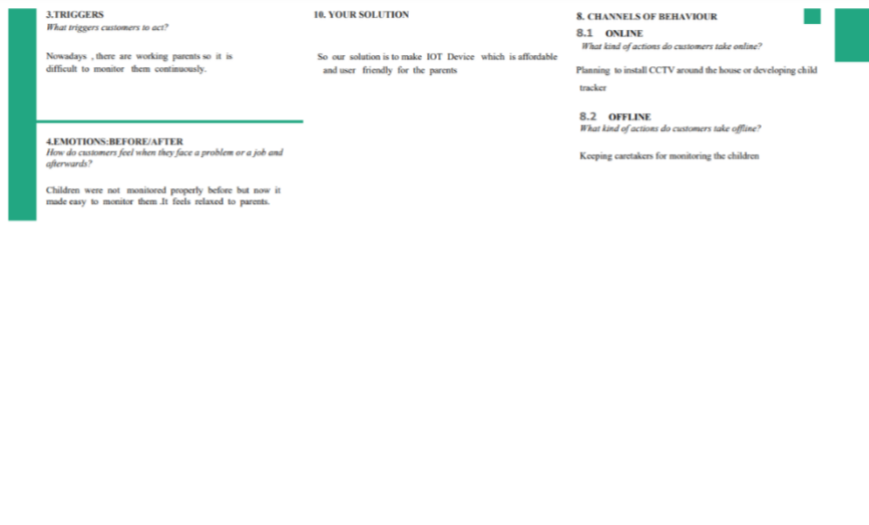 3.TRIGGERS
What triggers customers to act?
Nowadays , there are working parents so it is
difficult to monitor them continuously.
4.EMOTIONS:BEFORE/AFTER
How do customers feel when they face a problem or a job and
afterwards?
Children were not monitored properly before but now it
made easy to monitor them .It feels relaxed to parents.
10. YOUR SOLUTION
So our solution is to make IOT Device which is affordable
and user friendly for the parents
8. CHANNELS OF BEHAVIOUR
8.1 ONLINE
What kind of actions do customers take online?
Planning to install CCTV around the house or developing child
tracker
8.2 OFFLINE
What kind of actions do customers take offline?
Keeping caretakers for monitoring the children